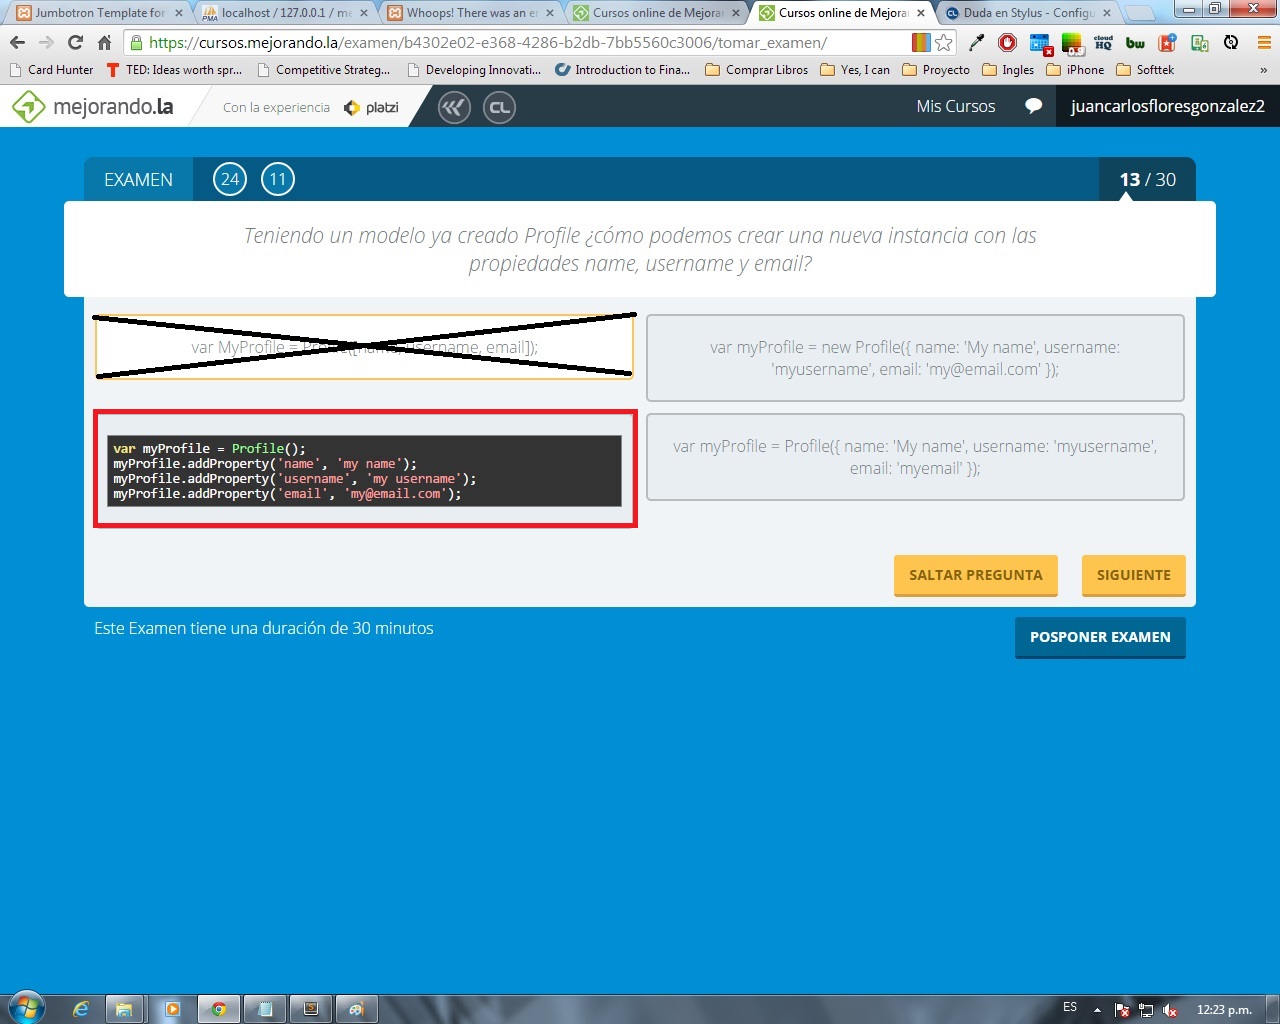 Jumbotron Template for
localhost / 127.0.0.1 / me
Whoops! There was an er
Cursos online de Mejoran
Cursos online de Mejoran
Duda en Stylus - Configu
https://cursos.mejorando.la/examen/b4302e02-e368-4286-b2db-7bb5560c3006/tomar_examen/
Card Hunter
TED: Ideas worth spr...
Competitive Strateg...
Developing Innovati...
Introduction to Fina...
Comprar Libros
Yes, I can
Proyecto
Ingles
iPhone
Softtek
»
mejorando.la
Con la experiencia
platzi
CL
Mis Cursos
juancarlosfloresgonzalez2
EXAMEN
24
11
13 / 30
Teniendo un modelo ya creado Profile ¿cómo podemos crear una nueva instancia con las
propiedades name, username y email?
var MyProfile = Profile([name, username, email]);
var myProfile = new Profile({ name: 'My name', username:
'myusername', email: 'my@email.com' });
var myProfile = Profile();
myProfile.addProperty('name', 'my name');
myProfile.addProperty('username', 'my username');
myProfile.addProperty('email', 'my@email.com');
var myProfile = Profile({ name: 'My name', username: 'myusername',
email: 'myemail' });
SALTAR PREGUNTA
SIGUIENTE
Este Examen tiene una duración de 30 minutos
POSPONER EXAMEN
ES
12:23 p.m.